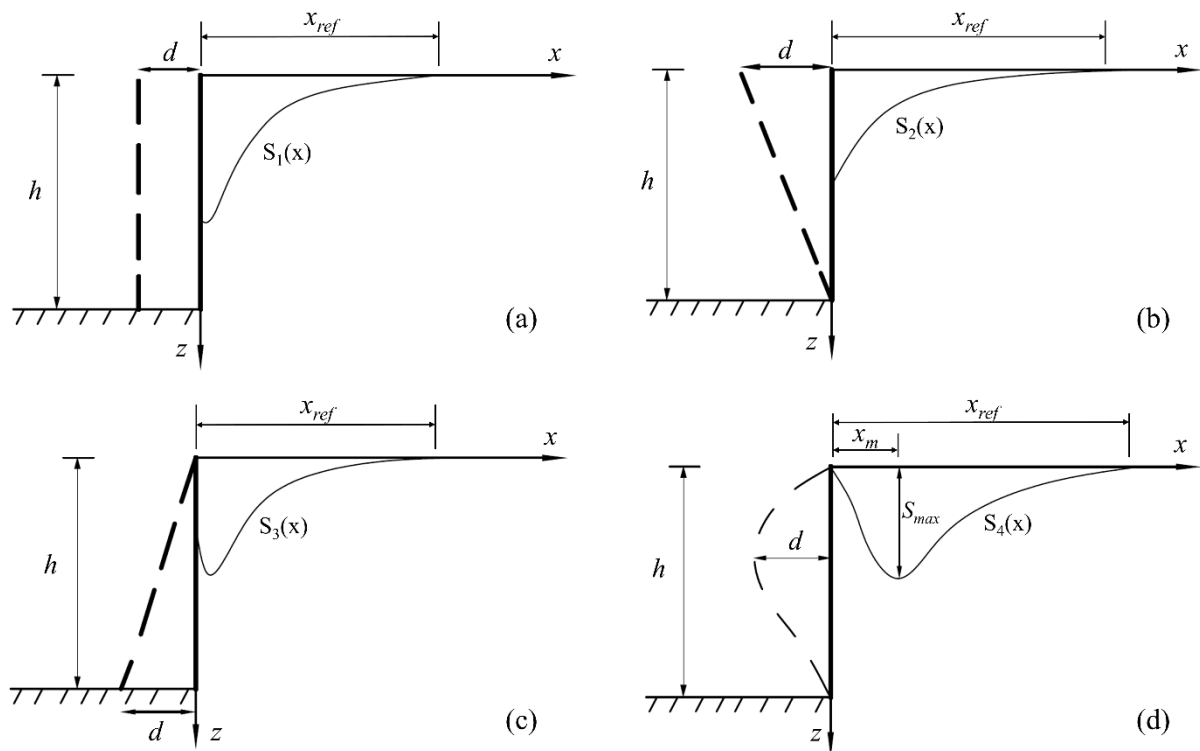 x_ref
d
x
h
S₁(x)
z
(a)
x_ref
d
x
h
S₂(x)
z
(b)
x_ref
x
h
S₃(x)
d
z
(c)
x_ref
x_m
x
S_max
S₄(x)
d
h
z
(d)